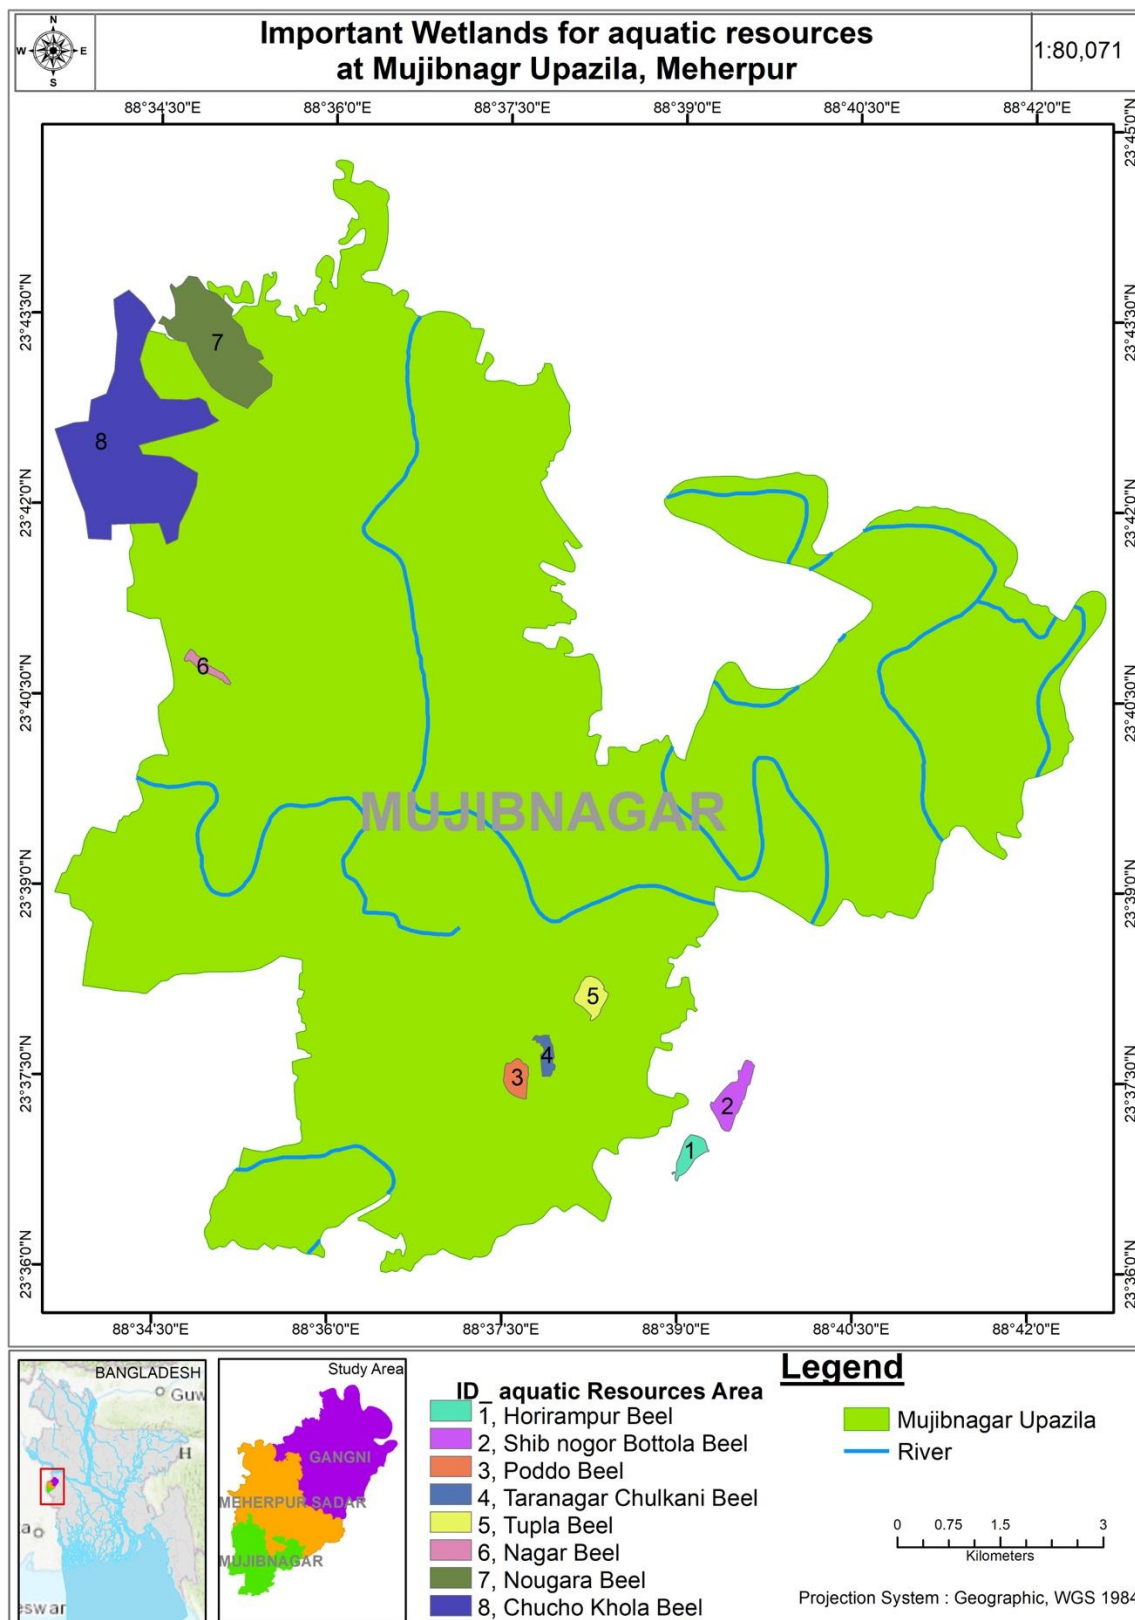 N
W E
S
Important Wetlands for aquatic resources
at Mujibnagr Upazila, Meherpur
1:80,071
88°34'30"E 88°36'0"E 88°37'30"E 88°39'0"E 88°40'30"E 88°42'0"E
23°45'0"N
23°43'30"N 23°43'30"N
23°42'0"N 23°42'0"N
23°40'30"N 23°40'30"N
23°39'0"N 23°39'0"N
23°37'30"N 23°37'30"N
23°36'0"N 23°36'0"N
7
8
6
MUJIBNAGAR
5
4
3
2
1
88°34'30"E 88°36'0"E 88°37'30"E 88°39'0"E 88°40'30"E 88°42'0"E
BANGLADESH
Guw
H
a
eswar
Study Area
GANGNI
MEHERPUR SADAR
MUJIBNAGAR
Legend
ID_ aquatic Resources Area
1, Horirampur Beel
2, Shib nogor Bottola Beel
3, Poddo Beel
4, Taranagar Chulkani Beel
5, Tupla Beel
6, Nagar Beel
7, Nougara Beel
8, Chucho Khola Beel
Mujibnagar Upazila
River
0 0.75 1.5 3
Kilometers
Projection System : Geographic, WGS 1984